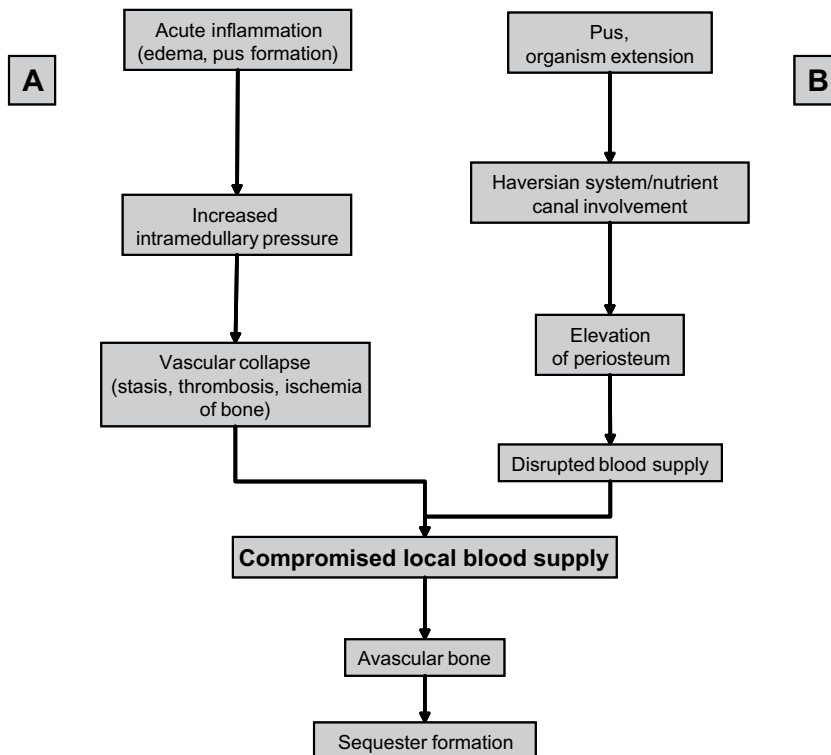 A
Acute inflammation
(edema, pus formation)
Increased
intramedullary pressure
Vascular collapse
(stasis, thrombosis, ischemia
of bone)
B
Pus,
organism extension
Haversian system/nutrient
canal involvement
Elevation
of periosteum
Disrupted blood supply
Compromised local blood supply
Avascular bone
Sequester formation